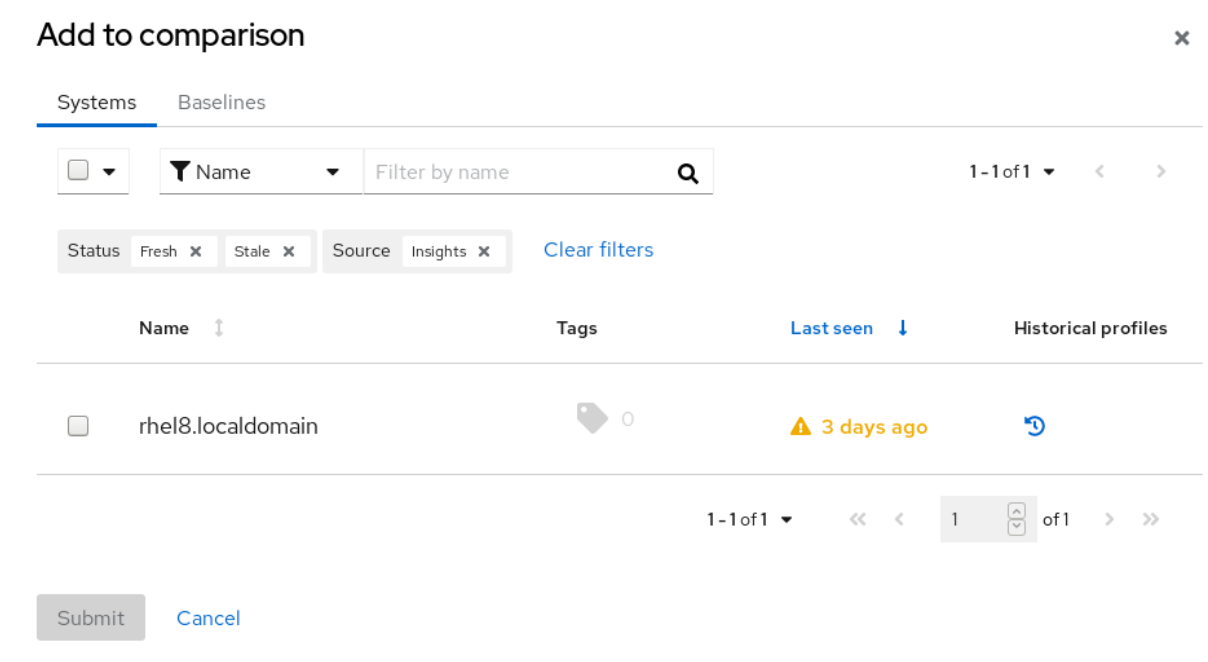 Add to comparison
Systems Baselines
Name Filter by name 1 - 1 of 1
Status Fresh Stale Source Insights Clear filters
Name Tags Last seen Historical profiles
rhel8.localdomain 0 3 days ago
1 - 1 of 1 1 of 1
Submit Cancel